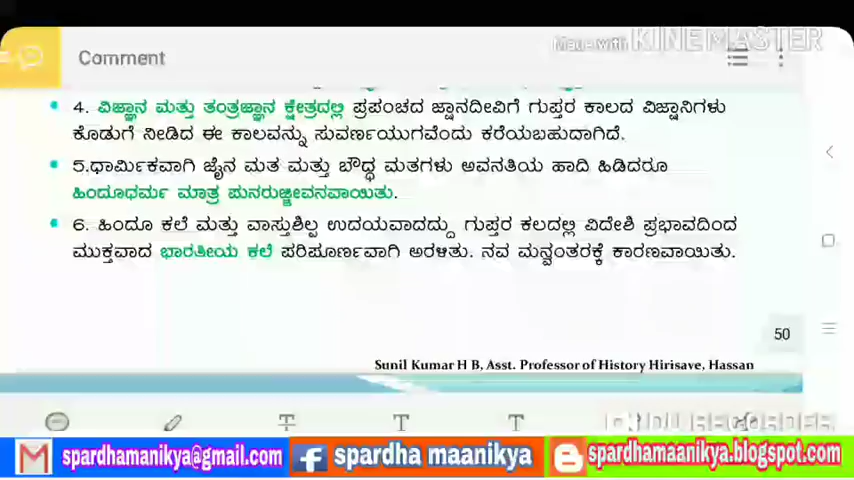 Made with KINEMASTER
Comment
4. ವಿಜ್ಞಾನ ಮತ್ತು ತಂತ್ರಜ್ಞಾನ ಕ್ಷೇತ್ರದಲ್ಲಿ ಪ್ರಪಂಚದ ಜ್ಞಾನದೀವಿಗೆ ಗುಪ್ತರ ಕಾಲದ ವಿಜ್ಞಾನಿಗಳು
ಕೊಡುಗೆ ನೀಡಿದ ಈ ಕಾಲವನ್ನು ಸುವರ್ಣಯುಗವೆಂದು ಕರೆಯಬಹುದಾಗಿದೆ.
5.ಧಾರ್ಮಿಕವಾಗಿ ಜೈನ ಮತ ಮತ್ತು ಬೌದ್ಧ ಮತಗಳು ಅವನತಿಯ ಹಾದಿ ಹಿಡಿದರೂ
ಹಿಂದೂಧರ್ಮ ಮಾತ್ರ ಪುನರುಜ್ಜೀವನವಾಯಿತು.
6. ಹಿಂದೂ ಕಲೆ ಮತ್ತು ವಾಸ್ತುಶಿಲ್ಪ ಉದಯವಾದದ್ದು ಗುಪ್ತರ ಕಲದಲ್ಲಿ ವಿದೇಶಿ ಪ್ರಭಾವದಿಂದ
ಮುಕ್ತವಾದ ಭಾರತೀಯ ಕಲೆ ಪರಿಪೂರ್ಣವಾಗಿ ಅರಳಿತು. ನವ ಮನ್ವಂತರಕ್ಕೆ ಕಾರಣವಾಯಿತು.
50
Sunil Kumar H B, Asst. Professor of History Hirisave, Hassan
RECORDER
spardhamanikya@gmail.com spardha maanikya spardhamaanikya.blogspot.com